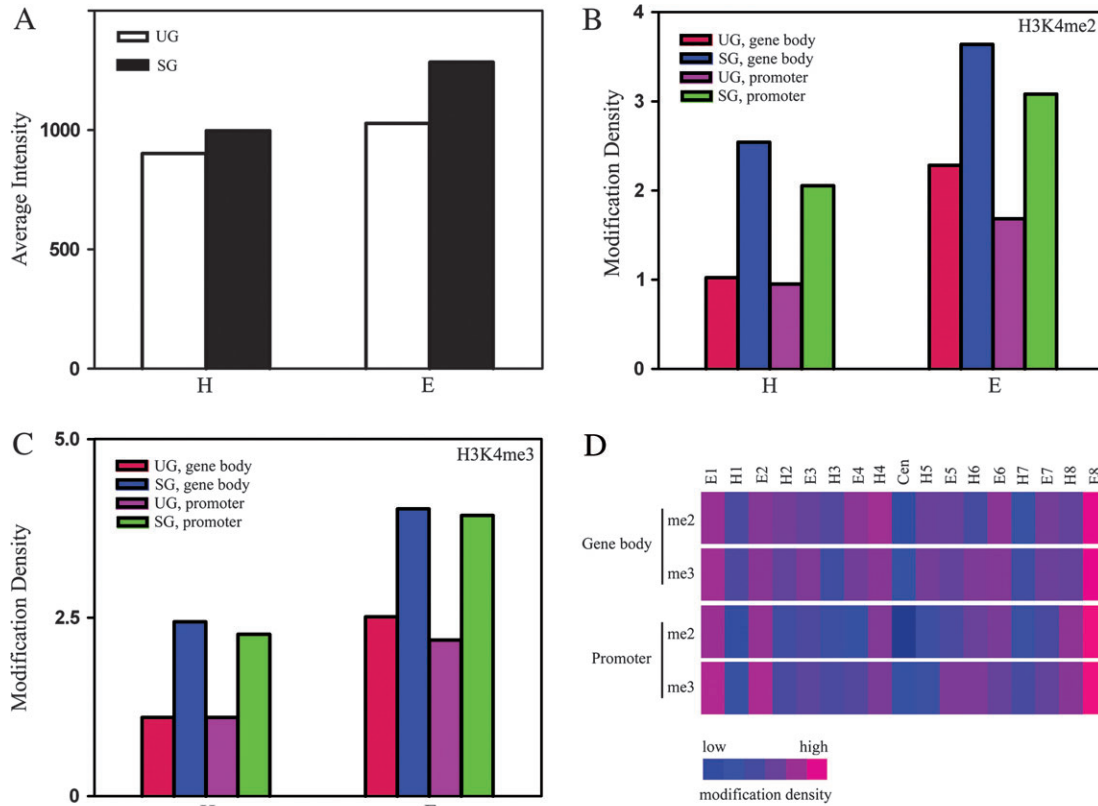 A
UG
SG
Average Intensity
1000
500
0
H
E
B
H3K4me2
UG, gene body
SG, gene body
UG, promoter
SG, promoter
Modification Density
4
3
2
1
0
H
E
C
H3K4me3
UG, gene body
SG, gene body
UG, promoter
SG, promoter
Modification Density
5.0
2.5
0
D
E1 H1 E2 H2 E3 H3 E4 H4 Cen H5 E5 H6 E6 H7 E7 H8 E8
Gene body
me2
me3
Promoter
me2
me3
low high
modification density